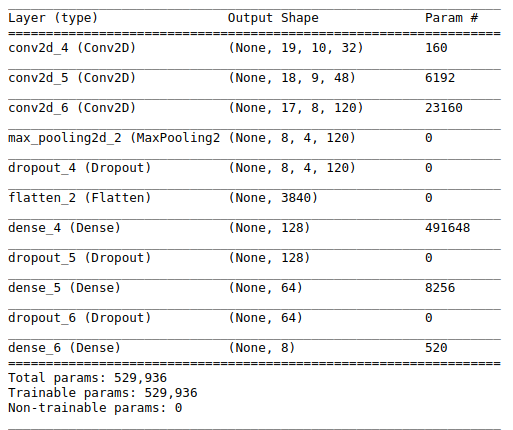 Layer (type) Output Shape Param #
=================================================================
conv2d_4 (Conv2D) (None, 19, 10, 32) 160
conv2d_5 (Conv2D) (None, 18, 9, 48) 6192
conv2d_6 (Conv2D) (None, 17, 8, 120) 23160
max_pooling2d_2 (MaxPooling2 (None, 8, 4, 120) 0
dropout_4 (Dropout) (None, 8, 4, 120) 0
flatten_2 (Flatten) (None, 3840) 0
dense_4 (Dense) (None, 128) 491648
dropout_5 (Dropout) (None, 128) 0
dense_5 (Dense) (None, 64) 8256
dropout_6 (Dropout) (None, 64) 0
dense_6 (Dense) (None, 8) 520
=================================================================
Total params: 529,936
Trainable params: 529,936
Non-trainable params: 0